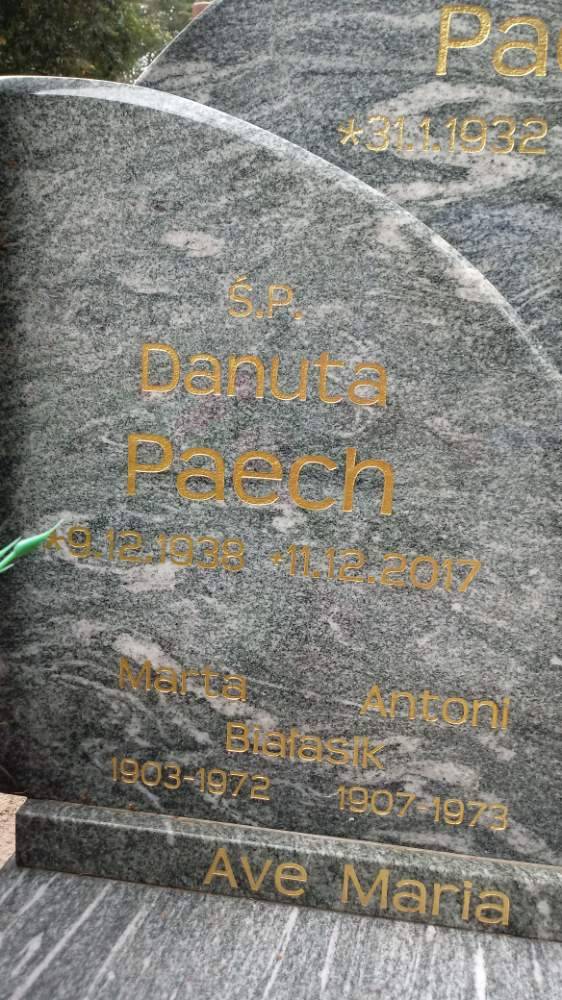 *31.1.1932
Ś.P.
Danuta
Paech
*9.12.1938 +11.12.2017
Marta Antoni
Białasik
1903-1972 1907-1973
Ave Maria